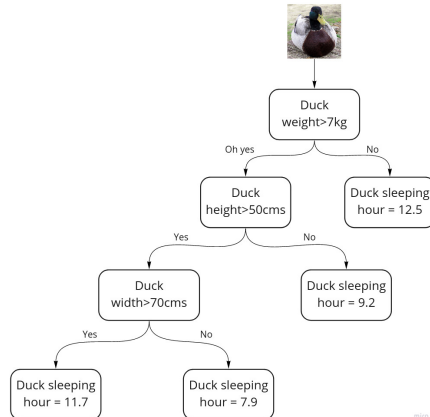 Duck
weight>7kg
Oh yes
No
Duck
height>50cms
Duck sleeping
hour = 12.5
Yes
No
Duck
width>70cms
Duck sleeping
hour = 9.2
Yes
No
Duck sleeping
hour = 11.7
Duck sleeping
hour = 7.9